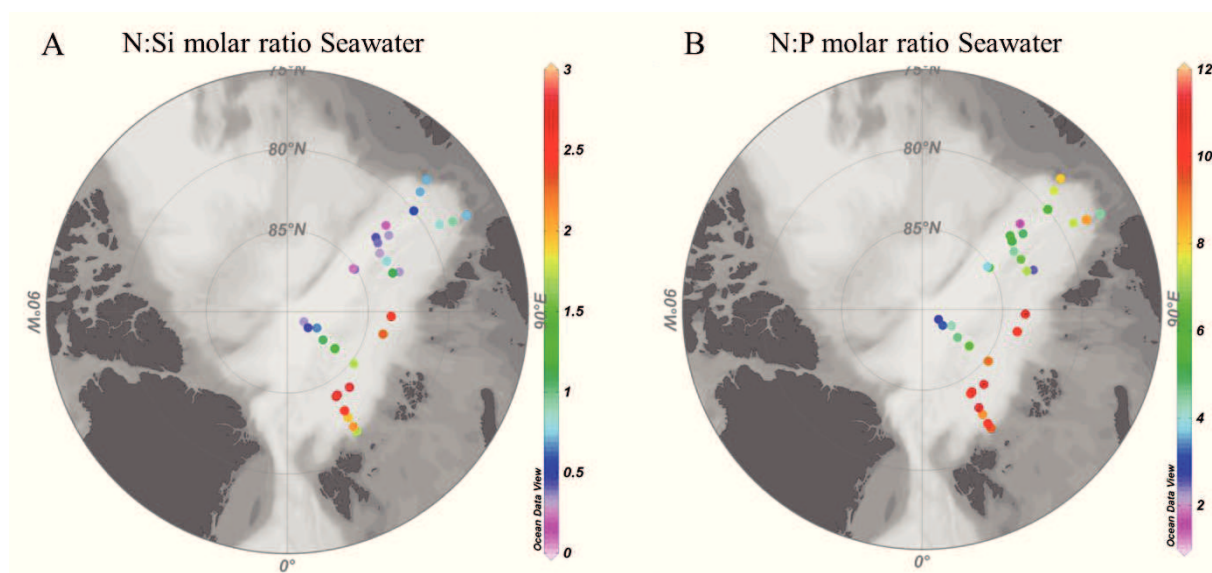 A N:Si molar ratio Seawater
75°N
80°N
85°N
90°W
90°E
0°
3
2.5
2
1.5
1
0.5
0
Ocean Data View
B N:P molar ratio Seawater
75°N
80°N
85°N
90°W
90°E
0°
12
10
8
6
4
2
Ocean Data View